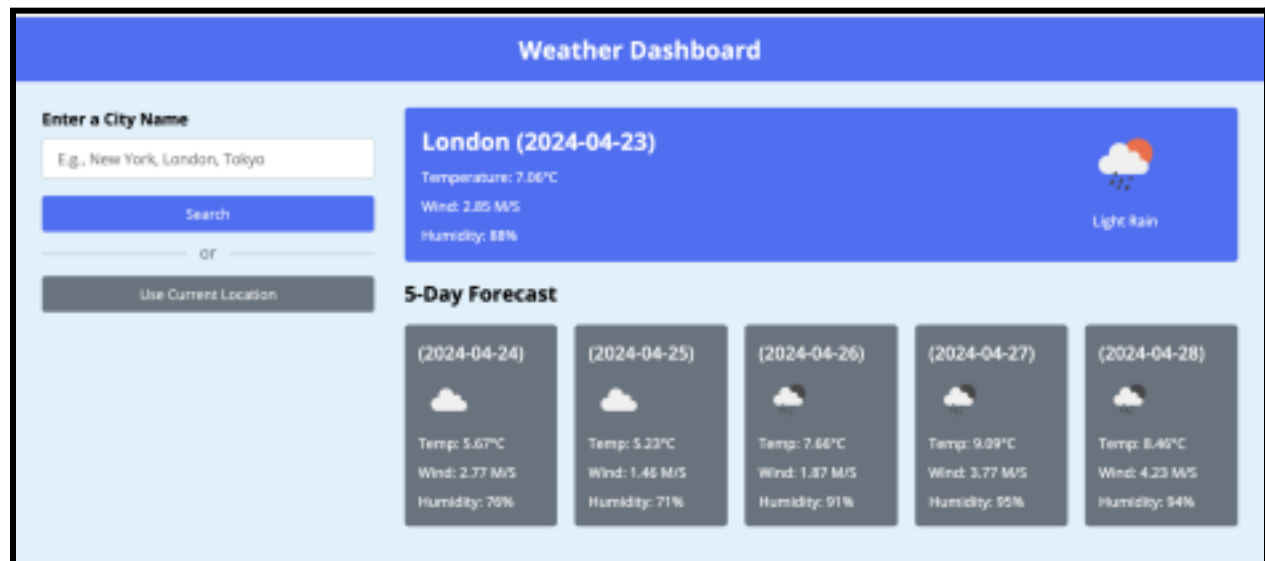 Weather Dashboard
Enter a City Name
E.g., New York, London, Tokyo
Search
or
Use Current Location
London (2024-04-23)
Temperature: 7.06°C
Wind: 2.85 M/S
Humidity: 88%
Light Rain
5-Day Forecast
(2024-04-24)
Temp: 5.67°C
Wind: 2.77 M/S
Humidity: 76%
(2024-04-25)
Temp: 5.23°C
Wind: 1.46 M/S
Humidity: 71%
(2024-04-26)
Temp: 7.66°C
Wind: 1.87 M/S
Humidity: 91%
(2024-04-27)
Temp: 9.09°C
Wind: 3.77 M/S
Humidity: 95%
(2024-04-28)
Temp: 8.46°C
Wind: 4.23 M/S
Humidity: 94%